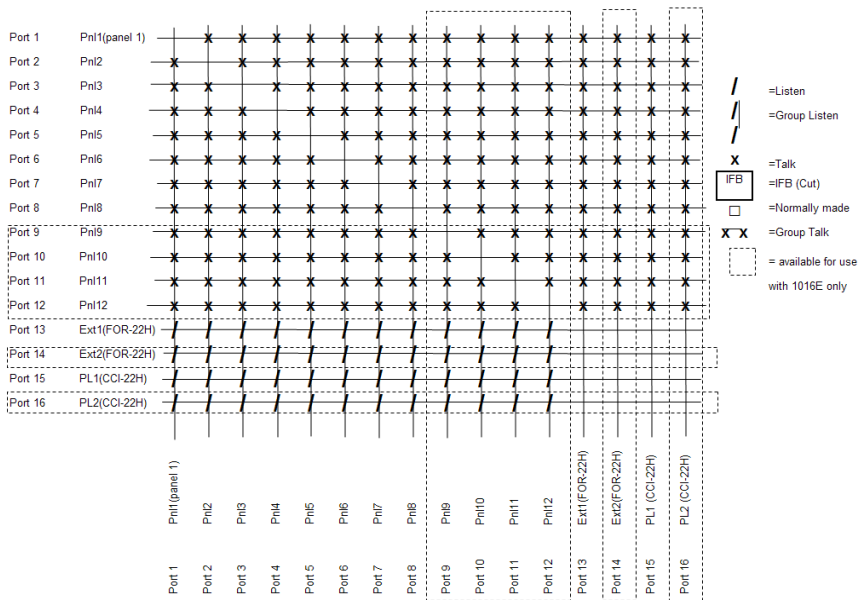 Port 1 Pnl1(panel 1) x x x x x x x x x x x x x x x
Port 2 Pnl2 x x x x x x x x x x x x x x x
Port 3 Pnl3 x x x x x x x x x x x x x x x
Port 4 Pnl4 x x x x x x x x x x x x x x x
Port 5 Pnl5 x x x x x x x x x x x x x x x
Port 6 Pnl6 x x x x x x x x x x x x x x x
Port 7 Pnl7 x x x x x x x x x x x x x x x
Port 8 Pnl8 x x x x x x x x x x x x x x x
Port 9 Pnl9 x x x x x x x x x x x x x x x
Port 10 Pnl10 x x x x x x x x x x x x x x x
Port 11 Pnl11 x x x x x x x x x x x x x x x
Port 12 Pnl12 x x x x x x x x x x x x x x x
Port 13 Ext1(FOR-22H) / / / / / / / / / / / /
Port 14 Ext2(FOR-22H) / / / / / / / / / / / /
Port 15 PL1(CCI-22H) / / / / / / / / / / / /
Port 16 PL2(CCI-22H) / / / / / / / / / / / /
/ =Listen
/ =Group Listen
/
x =Talk
IFB =IFB (Cut)
=Normally made
x x =Group Talk
= available for use
with 1016E only
Pnl1(panel 1)
Pnl2
Pnl3
Pnl4
Pnl5
Pnl6
Pnl7
Pnl8
Pnl9
Pnl10
Pnl11
Pnl12
Ext1(FOR-22H)
Ext2(FOR-22H)
PL1 (CCI-22H)
PL2 (CCI-22H)
Port 1
Port 2
Port 3
Port 4
Port 5
Port 6
Port 7
Port 8
Port 9
Port 10
Port 11
Port 12
Port 13
Port 14
Port 15
Port 16